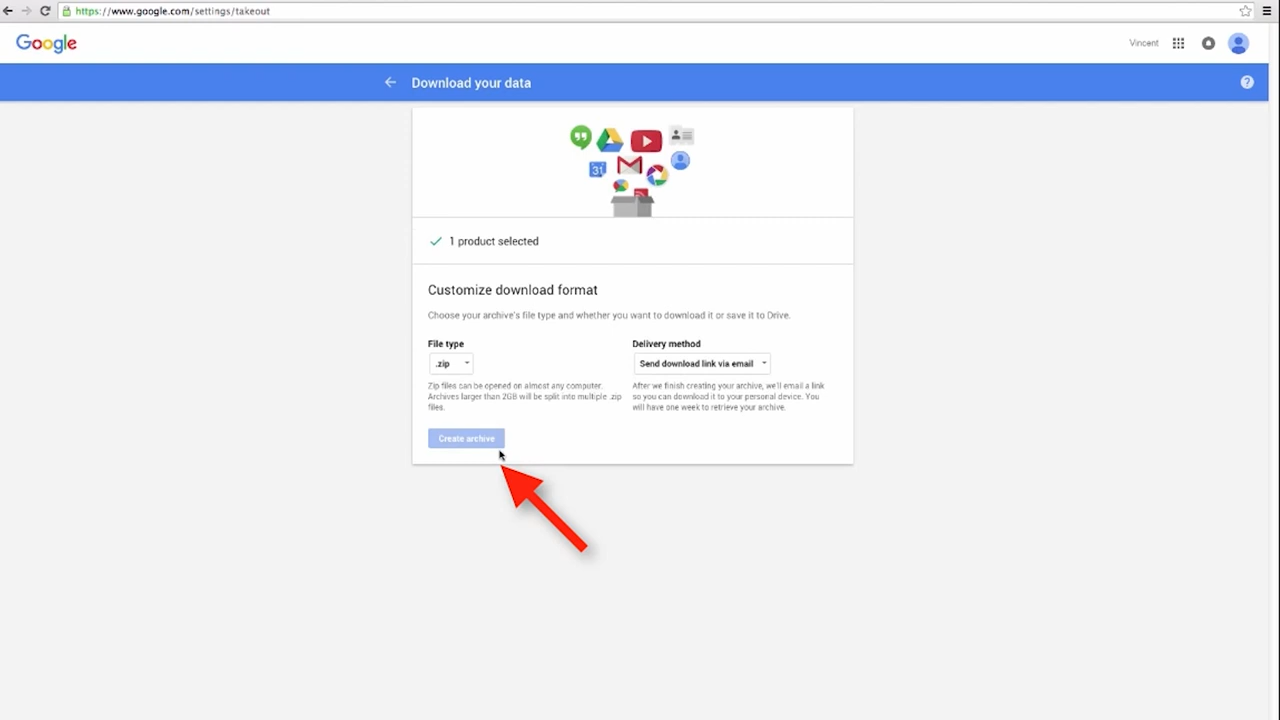 https://www.google.com/settings/takeout
Google
Vincent
Download your data
?
31
1 product selected
Customize download format
Choose your archive's file type and whether you want to download it or save it to Drive.
File type
.zip
Zip files can be opened on almost any computer.
Archives larger than 2GB will be split into multiple .zip
files.
Delivery method
Send download link via email
After we finish creating your archive, we'll email a link
so you can download it to your personal device. You
will have one week to retrieve your archive.
Create archive